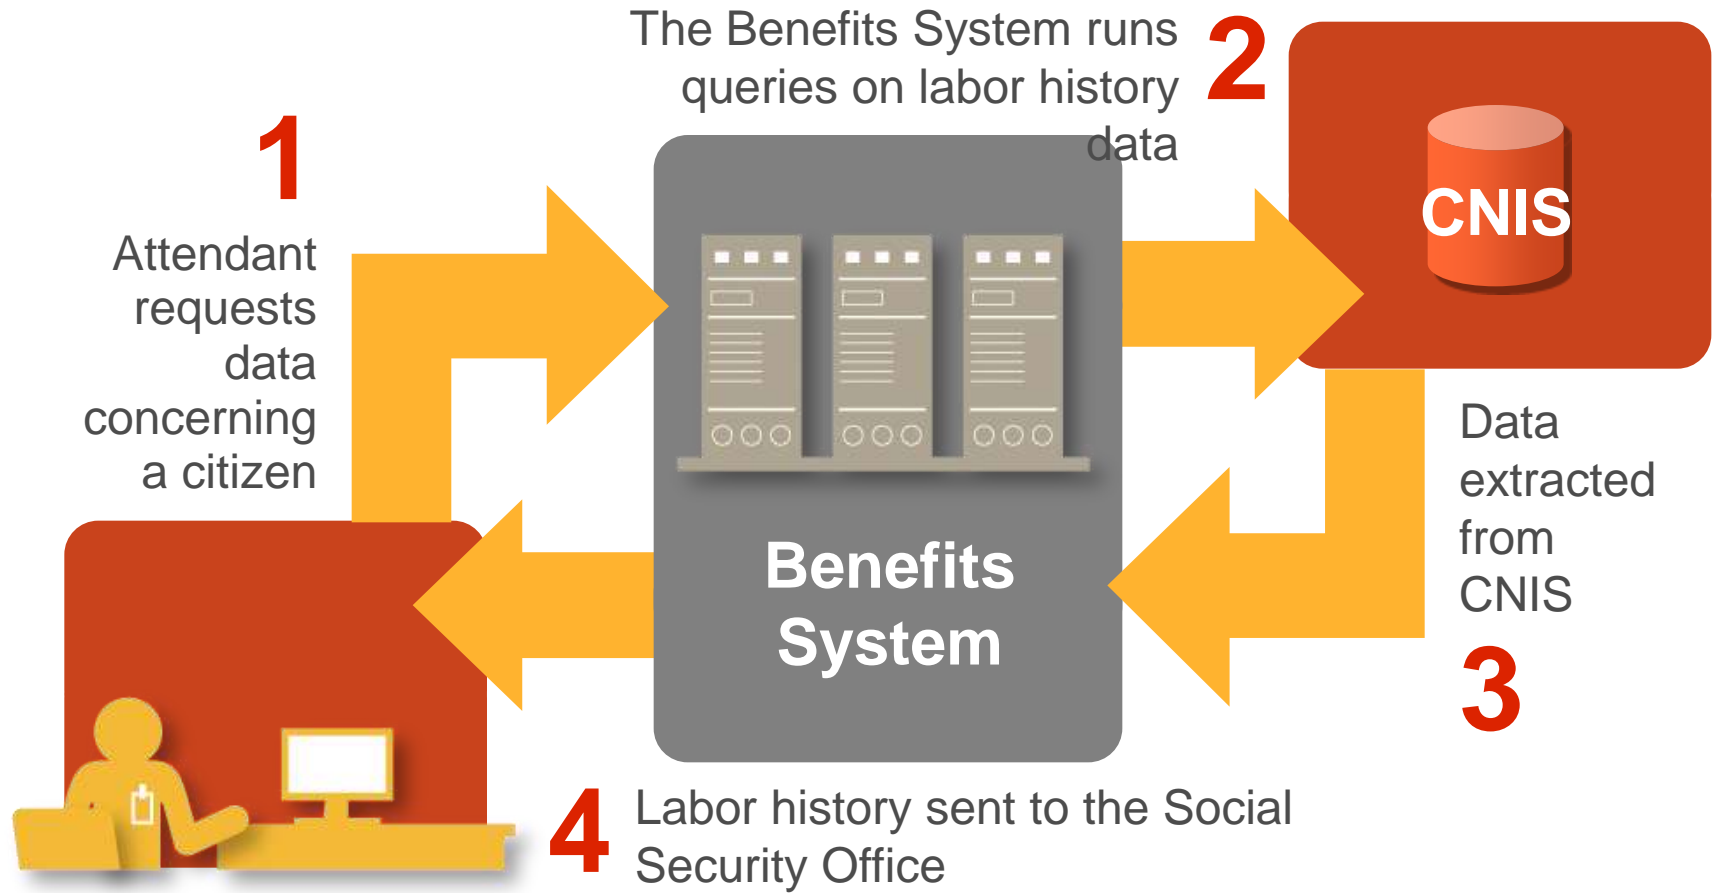 1
Attendant
requests
data
concerning
a citizen
The Benefits System runs
queries on labor history
data
2
CNIS
Benefits
System
Data
extracted
from
CNIS
3
4
Labor history sent to the Social
Security Office